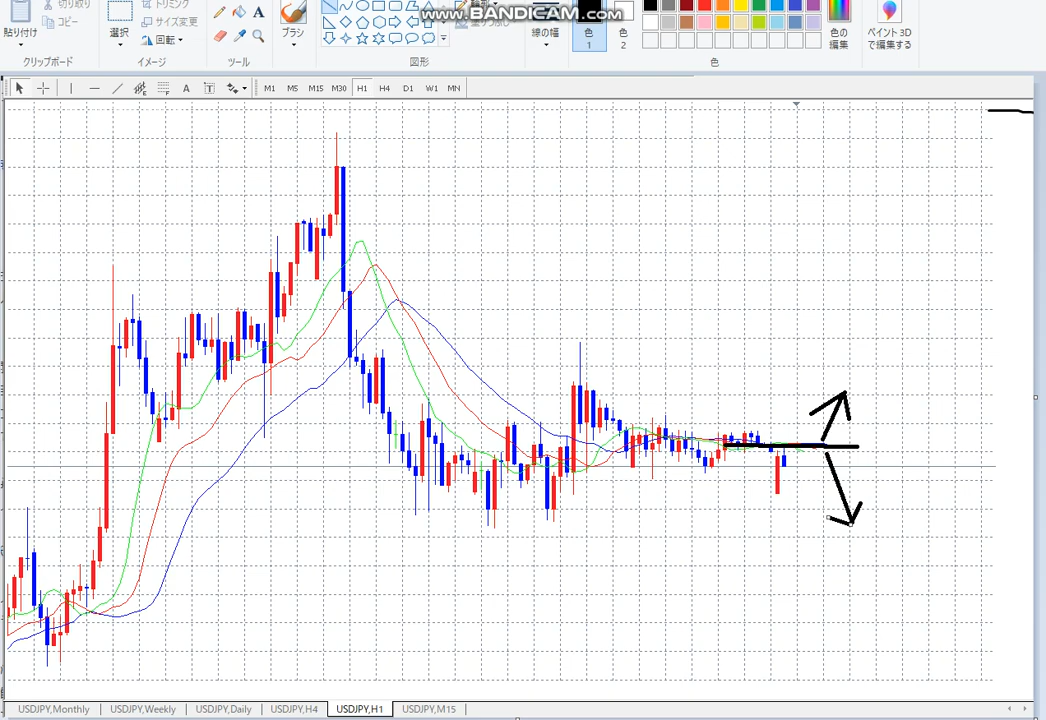 www.BANDICAM.com
切り取り
トリミング
コピー
サイズ変更
貼り付け
選択
回転
A
ブラシ
線の幅
色
1
色
2
色の
編集
ペイント 3D
で編集する
クリップボード
イメージ
ツール
図形
色
A T M1 M5 M15 M30 H1 H4 D1 W1 MN
USDJPY,Monthly USDJPY,Weekly USDJPY,Daily USDJPY,H4 USDJPY,H1 USDJPY,M15